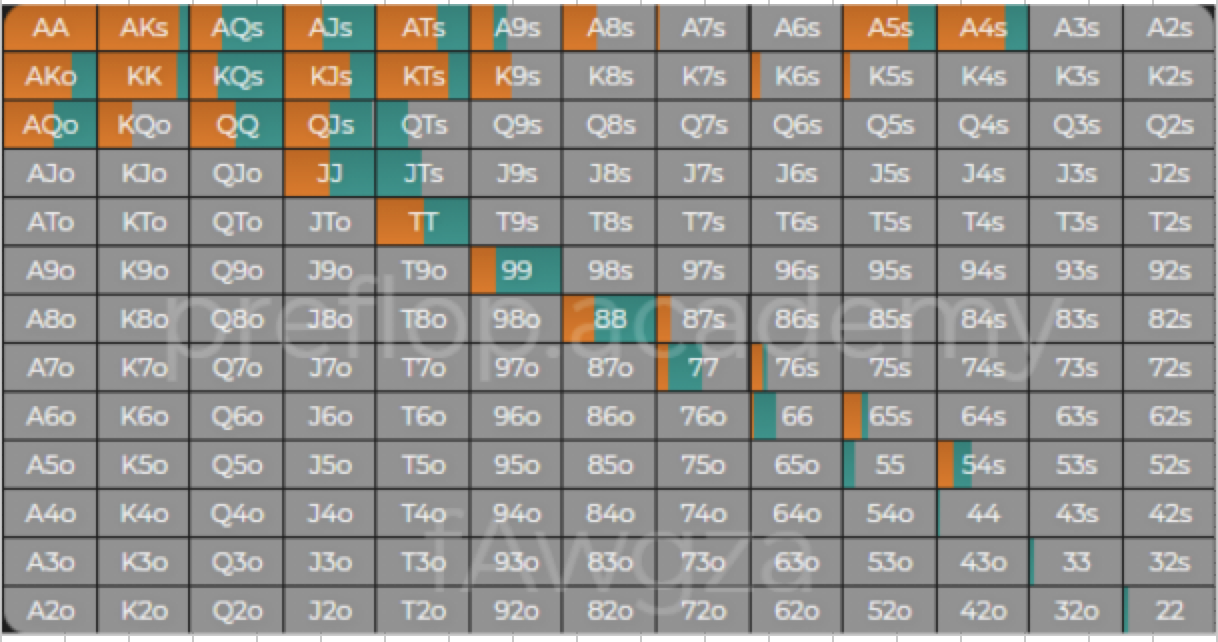 AA AKs AQs AJs ATs A9s A8s A7s A6s A5s A4s A3s A2s
AKo KK KQs KJs KTs K9s K8s K7s K6s K5s K4s K3s K2s
AQo KQo QQ QJs QTs Q9s Q8s Q7s Q6s Q5s Q4s Q3s Q2s
AJo KJo QJo JJ JTs J9s J8s J7s J6s J5s J4s J3s J2s
ATo KTo QTo JTo TT T9s T8s T7s T6s T5s T4s T3s T2s
A9o K9o Q9o J9o T9o 99 98s 97s 96s 95s 94s 93s 92s
preflop.academy
A8o K8o Q8o J8o T8o 98o 88 87s 86s 85s 84s 83s 82s
A7o K7o Q7o J7o T7o 97o 87o 77 76s 75s 74s 73s 72s
A6o K6o Q6o J6o T6o 96o 86o 76o 66 65s 64s 63s 62s
A5o K5o Q5o J5o T5o 95o 85o 75o 65o 55 54s 53s 52s
A4o K4o Q4o J4o T4o 94o 84o 74o 64o 54o 44 43s 42s
fAwgza
A3o K3o Q3o J3o T3o 93o 83o 73o 63o 53o 43o 33 32s
A2o K2o Q2o J2o T2o 92o 82o 72o 62o 52o 42o 32o 22